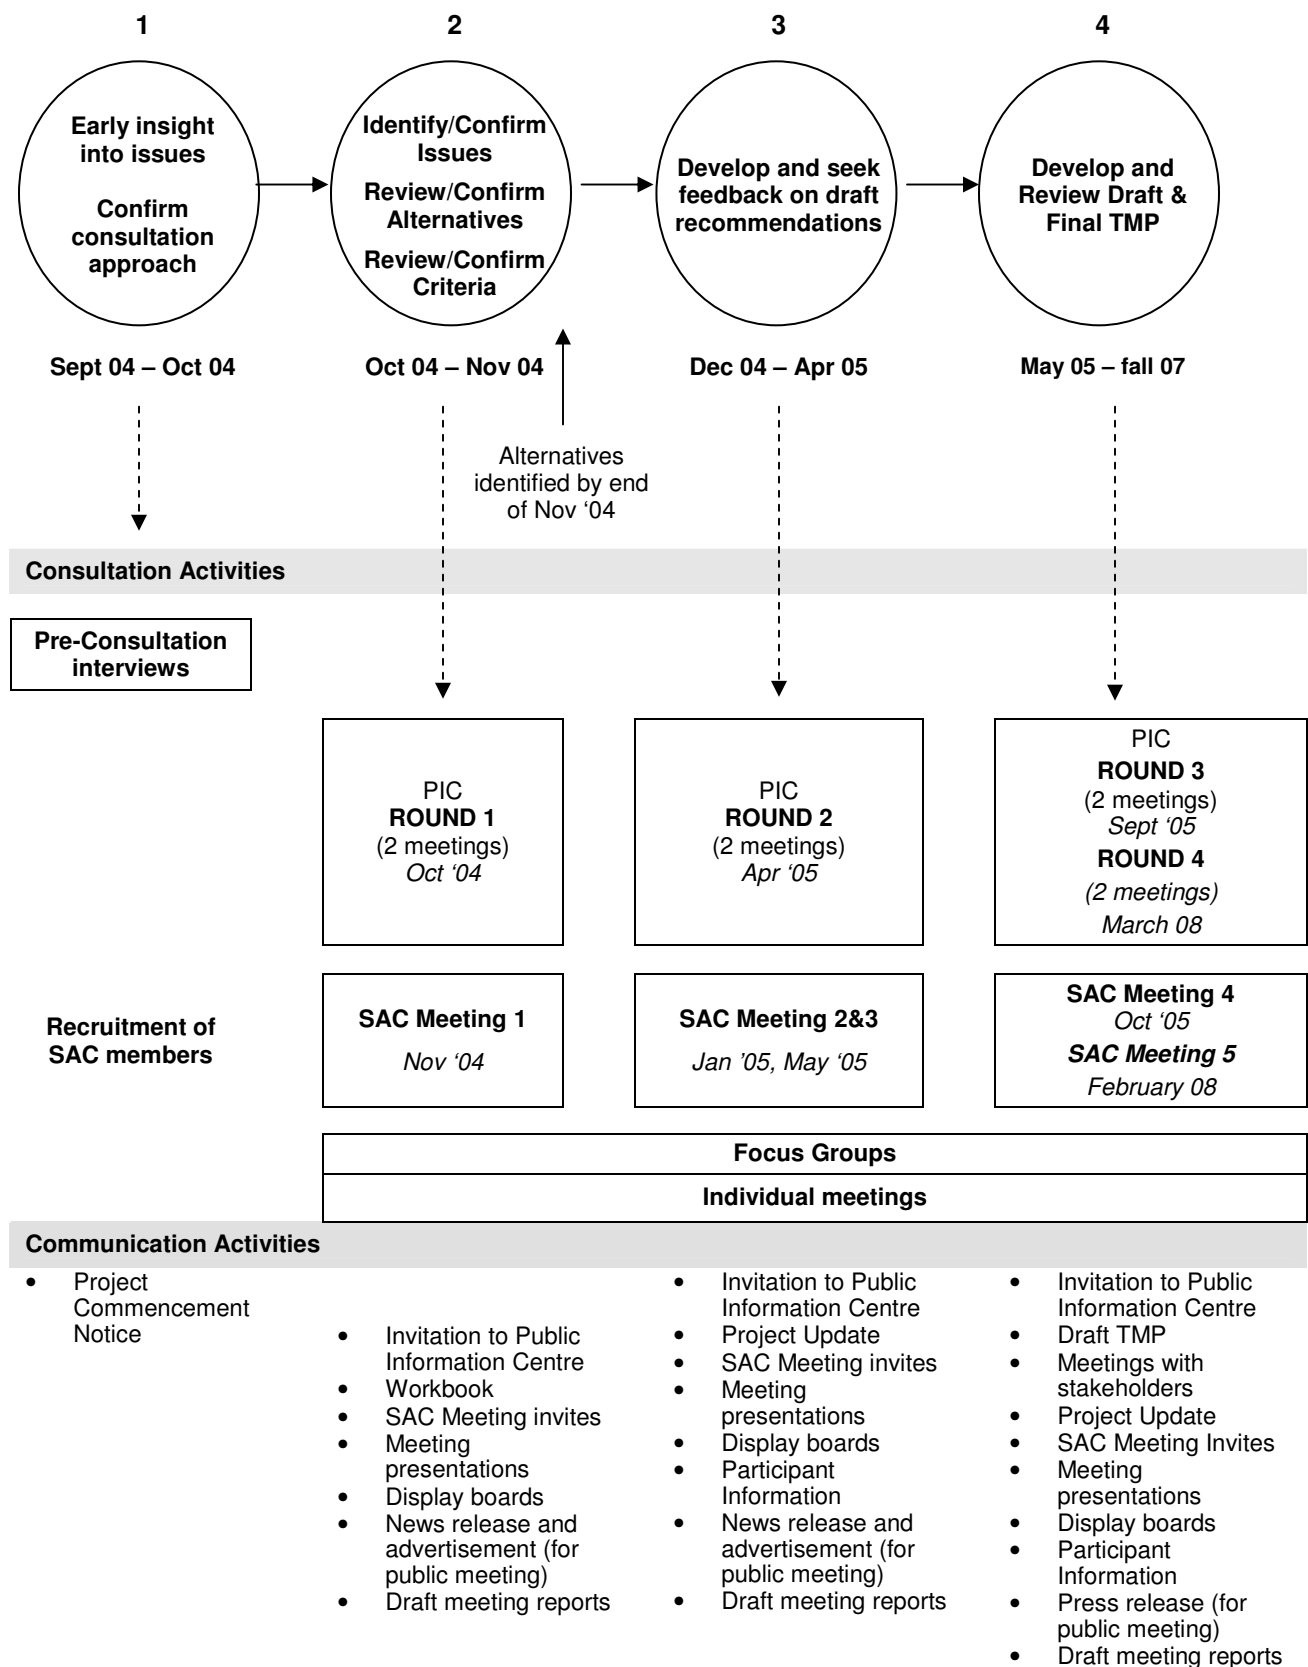 1
2
3
4
Early insight
into issues
Confirm
consultation
approach
Identify/Confirm
Issues
Review/Confirm
Alternatives
Review/Confirm
Criteria
Develop and seek
feedback on draft
recommendations
Develop and
Review Draft &
Final TMP
Sept 04 – Oct 04
Oct 04 – Nov 04
Dec 04 – Apr 05
May 05 – fall 07
Alternatives
identified by end
of Nov ‘04
Consultation Activities
Pre-Consultation
interviews
PIC
ROUND 1
(2 meetings)
Oct ‘04
PIC
ROUND 2
(2 meetings)
Apr ‘05
PIC
ROUND 3
(2 meetings)
Sept ‘05
ROUND 4
(2 meetings)
March 08
Recruitment of
SAC members
SAC Meeting 1
Nov ‘04
SAC Meeting 2&3
Jan ’05, May ‘05
SAC Meeting 4
Oct ‘05
SAC Meeting 5
February 08
Focus Groups
Individual meetings
Communication Activities
• Project
Commencement
Notice
• Invitation to Public
Information Centre
• Workbook
• SAC Meeting invites
• Meeting
presentations
• Display boards
• News release and
advertisement (for
public meeting)
• Draft meeting reports
• Invitation to Public
Information Centre
• Project Update
• SAC Meeting invites
• Meeting
presentations
• Display boards
• Participant
Information
• News release and
advertisement (for
public meeting)
• Draft meeting reports
• Invitation to Public
Information Centre
• Draft TMP
• Meetings with
stakeholders
• Project Update
• SAC Meeting Invites
• Meeting
presentations
• Display boards
• Participant
Information
• Press release (for
public meeting)
• Draft meeting reports